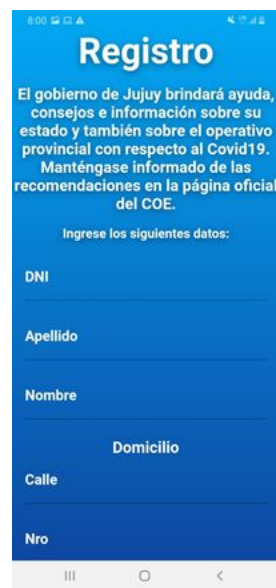 8:00
Registro
El gobierno de Jujuy brindará ayuda,
consejos e información sobre su
estado y también sobre el operativo
provincial con respecto al Covid19.
Manténgase informado de las
recomendaciones en la página oficial
del COE.
Ingrese los siguientes datos:
DNI
Apellido
Nombre
Domicilio
Calle
Nro